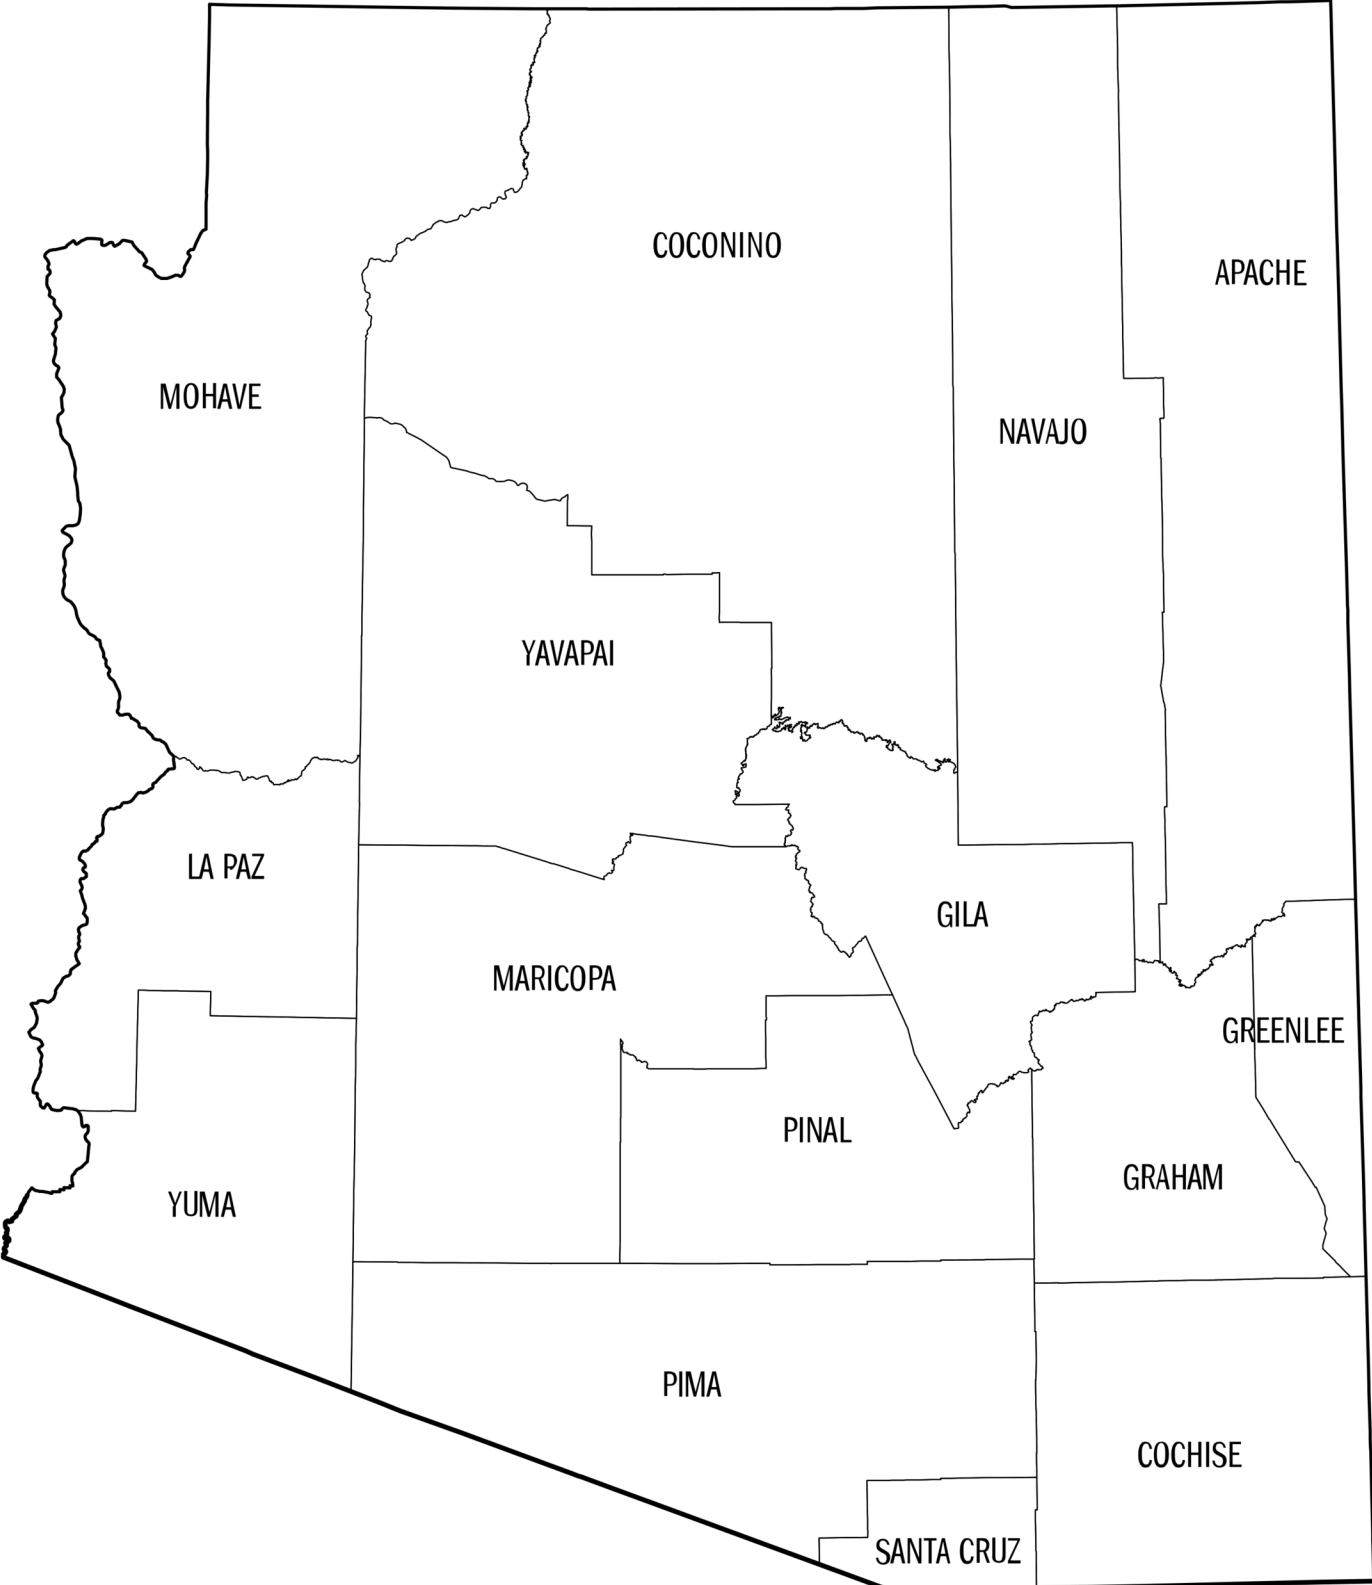 COCONINO
APACHE
MOHAVE
NAVAJO
YAVAPAI
LA PAZ
GILA
MARICOPA
GREENLEE
PINAL
GRAHAM
YUMA
PIMA
COCHISE
SANTA CRUZ